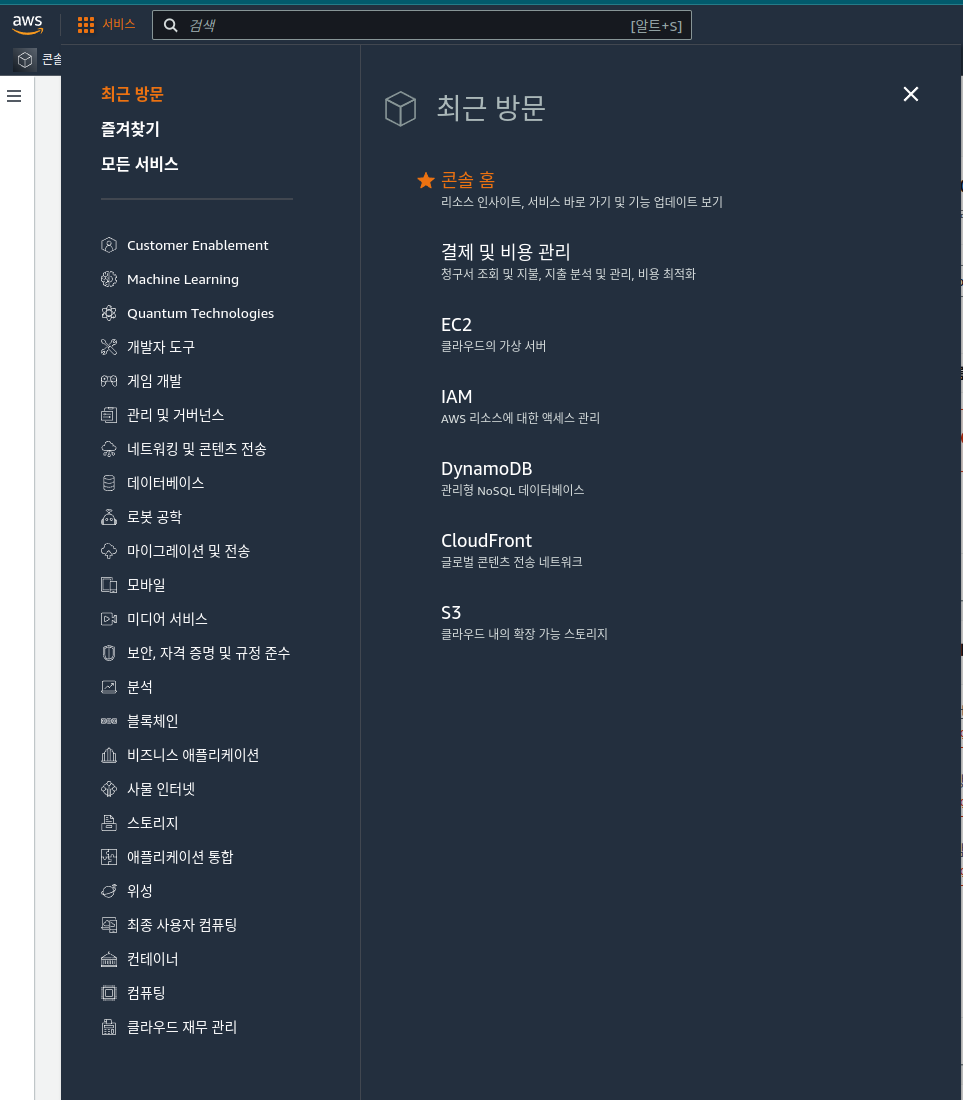 aws
서비스
검색
[알트+S]
콘솔
최근 방문
즐겨찾기
모든 서비스
Customer Enablement
Machine Learning
Quantum Technologies
개발자 도구
게임 개발
관리 및 거버넌스
네트워킹 및 콘텐츠 전송
데이터베이스
로봇 공학
마이그레이션 및 전송
모바일
미디어 서비스
보안, 자격 증명 및 규정 준수
분석
블록체인
비즈니스 애플리케이션
사물 인터넷
스토리지
애플리케이션 통합
위성
최종 사용자 컴퓨팅
컨테이너
컴퓨팅
클라우드 재무 관리
최근 방문
콘솔 홈
리소스 인사이트, 서비스 바로 가기 및 기능 업데이트 보기
결제 및 비용 관리
청구서 조회 및 지불, 지출 분석 및 관리, 비용 최적화
EC2
클라우드의 가상 서버
IAM
AWS 리소스에 대한 액세스 관리
DynamoDB
관리형 NoSQL 데이터베이스
CloudFront
글로벌 콘텐츠 전송 네트워크
S3
클라우드 내의 확장 가능 스토리지